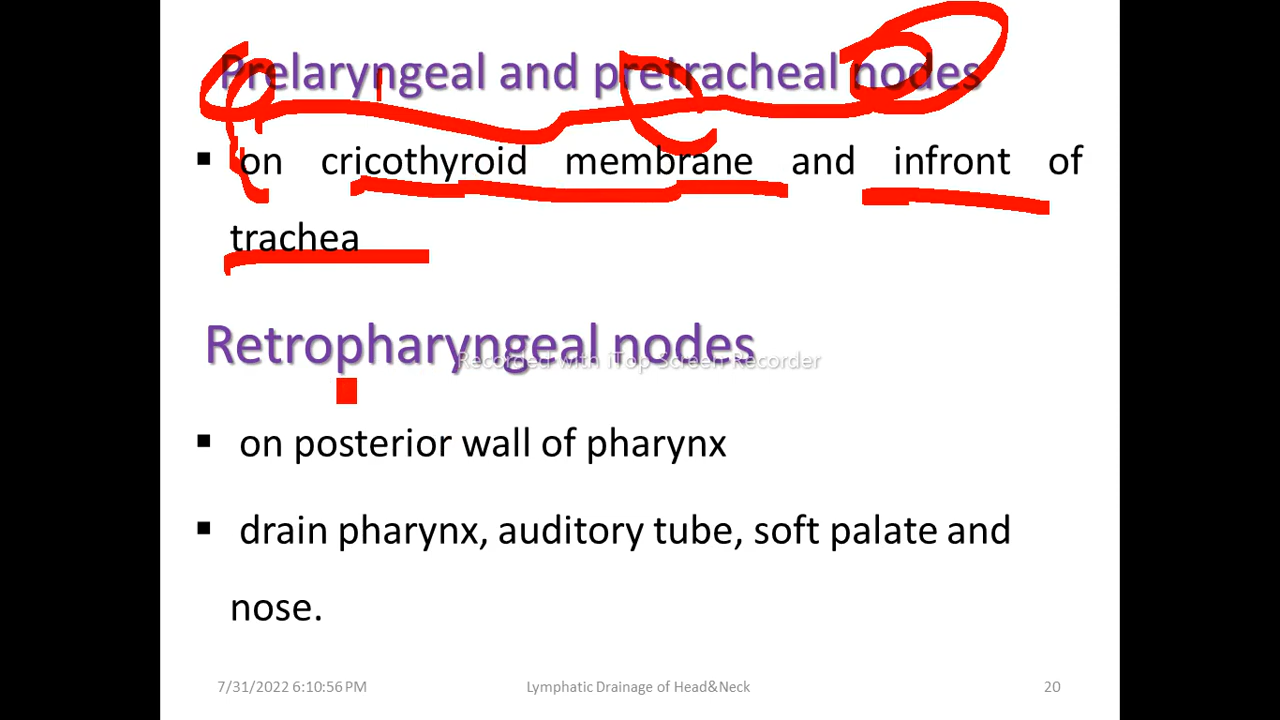 Prelaryngeal and pretracheal nodes
▪ on cricothyroid membrane and infront of
trachea
Retropharyngeal nodes
Recorded with iTop Screen Recorder
▪ on posterior wall of pharynx
▪ drain pharynx, auditory tube, soft palate and
nose.
7/31/2022 6:10:56 PM Lymphatic Drainage of Head&Neck 20